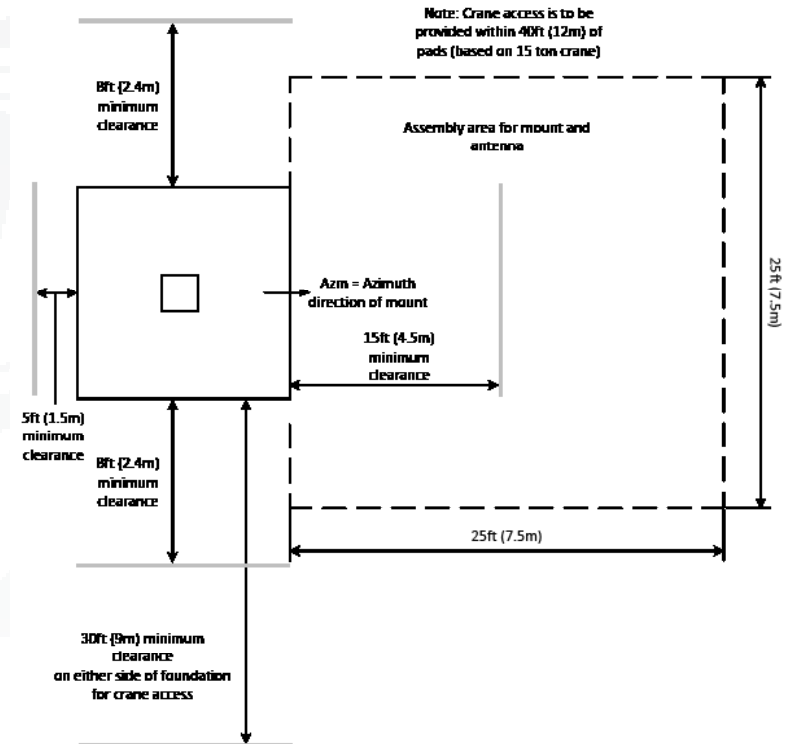 Note: Crane access is to be
provided within 40ft (12m) of
pads (based on 15 ton crane)
8ft (2.4m)
minimum
clearance
Assembly area for mount and
antenna
Azm = Azimuth
direction of mount
25ft (7.5m)
15ft (4.5m)
minimum
clearance
5ft (1.5m)
minimum
clearance
8ft (2.4m)
minimum
clearance
25ft (7.5m)
30ft (9m) minimum
clearance
on either side of foundation
for crane access